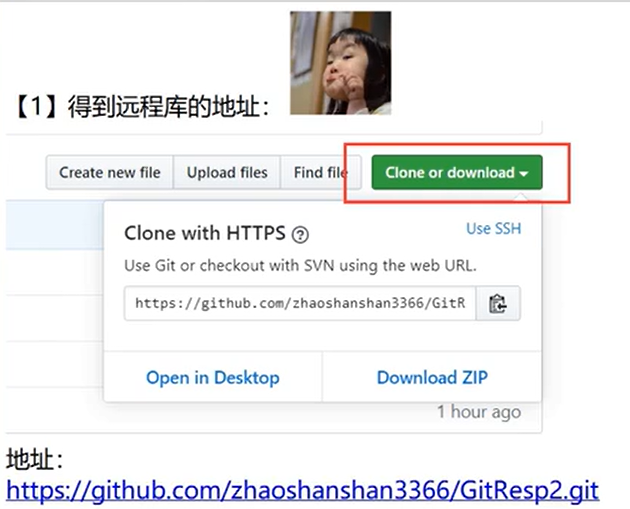 【1】得到远程库的地址：
Create new file Upload files Find file Clone or download
Clone with HTTPS ? Use SSH
Use Git or checkout with SVN using the web URL.
https://github.com/zhaoshanshan3366/GitR
Open in Desktop Download ZIP
1 hour ago
地址：
https://github.com/zhaoshanshan3366/GitResp2.git